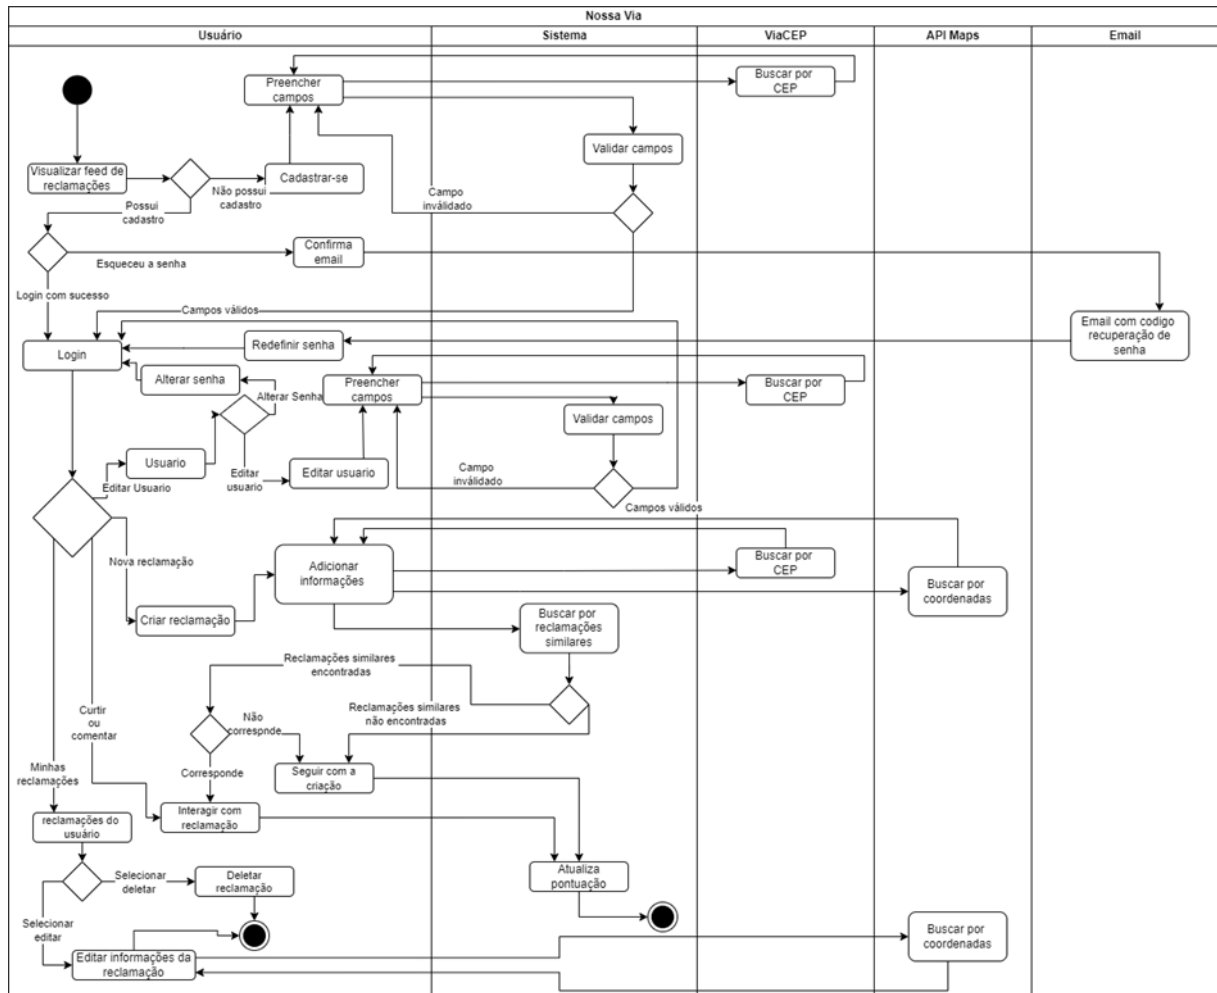 Nossa Via
Usuário
Sistema
ViaCEP
API Maps
Email
Preencher
campos
Buscar por
CEP
Validar campos
Visualizar feed de
reclamações
Cadastrar-se
Não possui
cadastro
Campo
inválidado
Possui
cadastro
Confirma
email
Esqueceu a senha
Login com sucesso
Campos válidos
Email com codigo
recuperação de
senha
Login
Redefinir senha
Alterar senha
Alterar Senha
Preencher
campos
Buscar por
CEP
Validar campos
Usuario
Editar
usuario
Editar usuario
Campo
inválidado
Editar Usuario
Campos válidos
Nova reclamação
Adicionar
informações
Buscar por
CEP
Buscar por
coordenadas
Criar reclamação
Buscar por
reclamações
similares
Reclamações similares
encontradas
Curtir
ou
comentar
Não
correspnde
Reclamações similares
não encontradas
Minhas
reclamações
Corresponde
Seguir com a
criação
reclamações do
usuário
Interagir com
reclamação
Selecionar
deletar
Deletar
reclamação
Atualiza
pontuação
Selecionar
editar
Editar informações da
reclamação
Buscar por
coordenadas